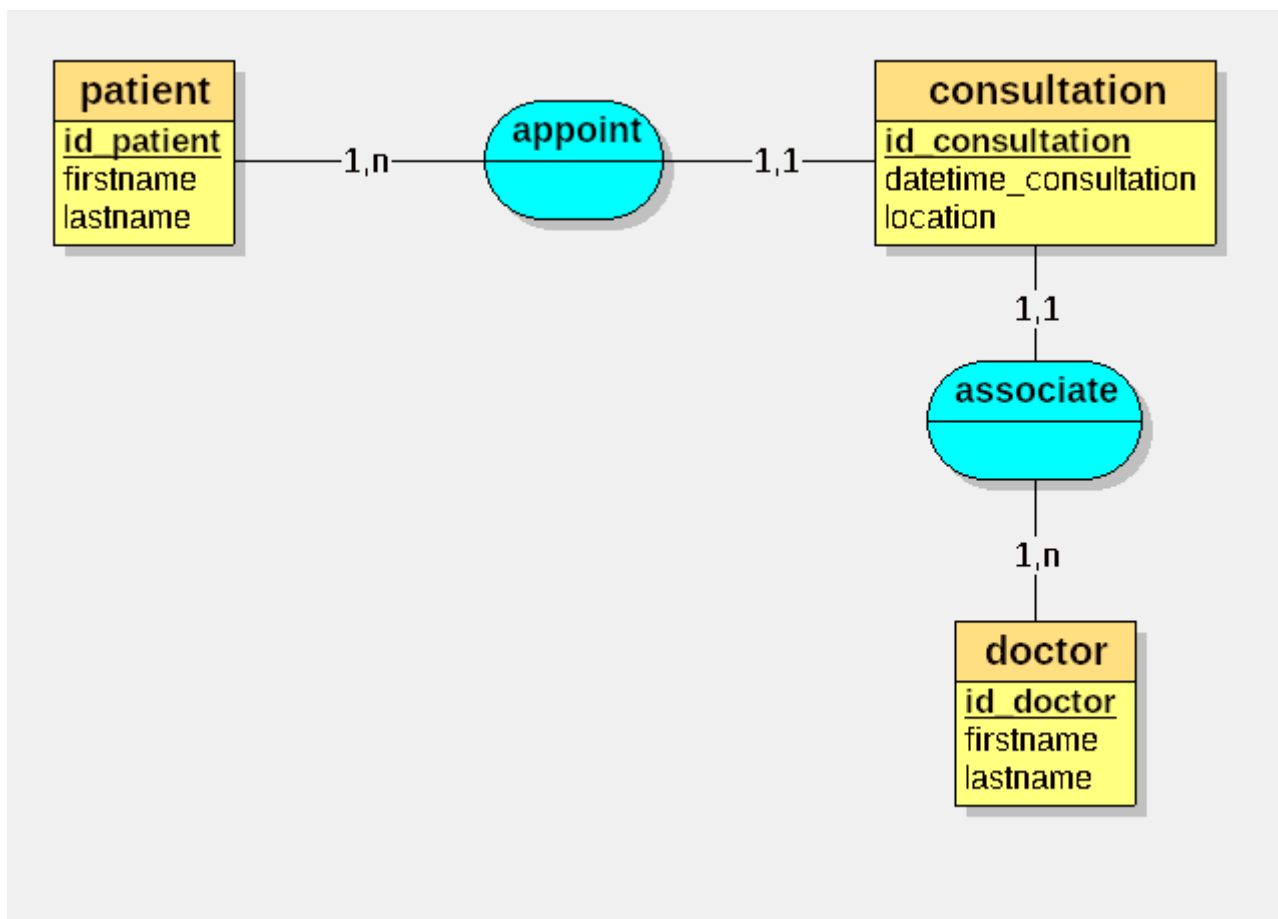 patient
id_patient
firstname
lastname
1,n
appoint
1,1
consultation
id_consultation
datetime_consultation
location
1,1
associate
1,n
doctor
id_doctor
firstname
lastname